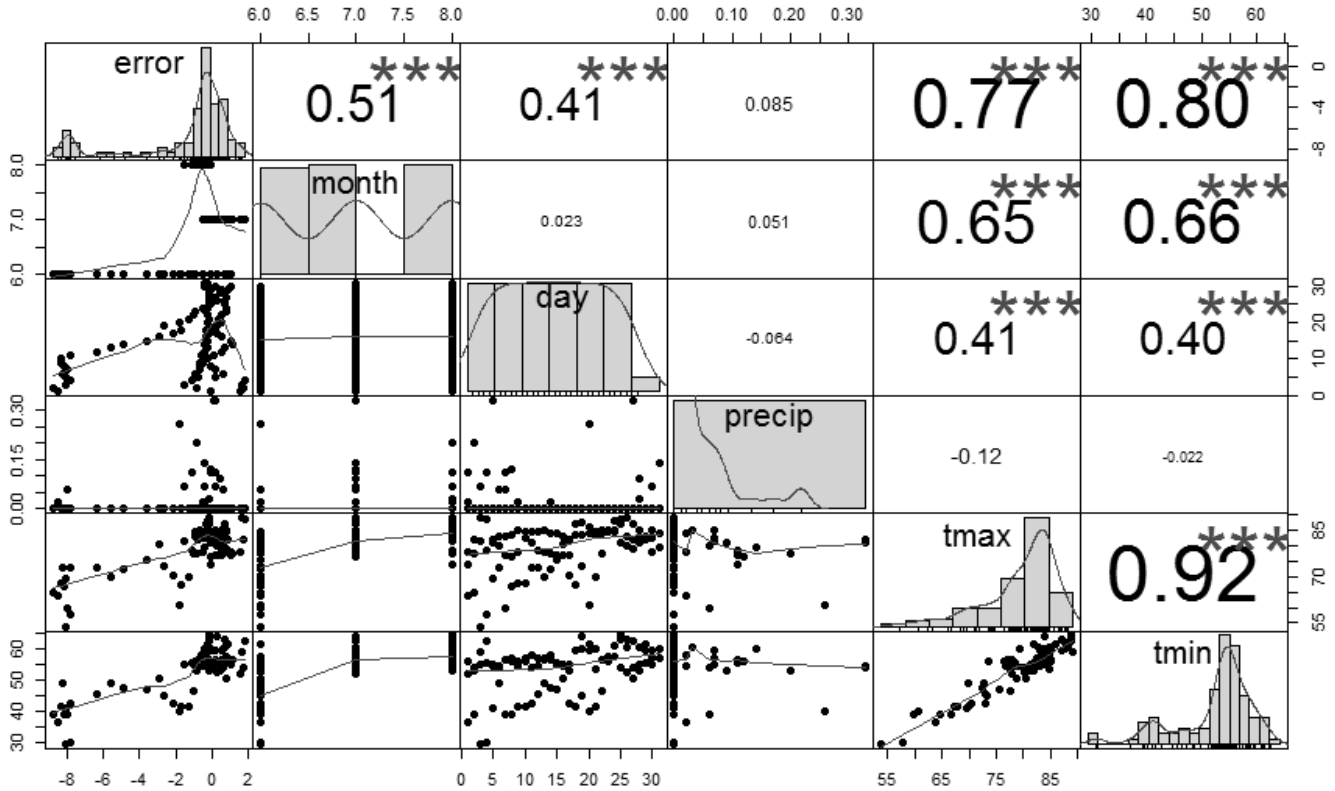 6.0 6.5 7.0 7.5 8.0 0.00 0.10 0.20 0.30 30 40 50 60
error 0.51 *** 0.41 *** 0.085 0.77 *** 0.80 *** 0 -4 -8
8.0 7.0 6.0 month 0.023 0.051 0.65 *** 0.66 ***
day -0.064 0.41 *** 0.40 *** 30 20 10 0
0.30 0.15 0.00 precip -0.12 -0.022
tmax 0.92 *** 85 70 55
60 50 40 30 tmin
-8 -6 -4 -2 0 2 0 5 10 15 20 25 30 55 65 75 85